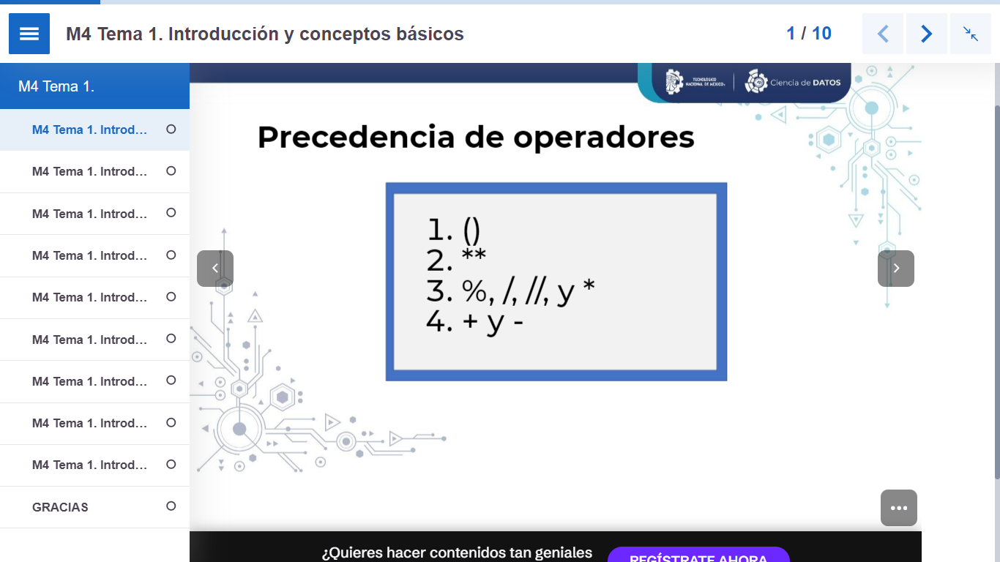 M4 Tema 1. Introducción y conceptos básicos
1 / 10
M4 Tema 1.
M4 Tema 1. Introd...
M4 Tema 1. Introd...
M4 Tema 1. Introd...
M4 Tema 1. Introd...
M4 Tema 1. Introd...
M4 Tema 1. Introd...
M4 Tema 1. Introd...
M4 Tema 1. Introd...
M4 Tema 1. Introd...
GRACIAS
TECNOLÓGICO
NACIONAL DE MÉXICO
Ciencia de DATOS
Precedencia de operadores
1. ()
2. **
3. %, /, //, y *
4. + y -
¿Quieres hacer contenidos tan geniales
REGÍSTRATE AHORA